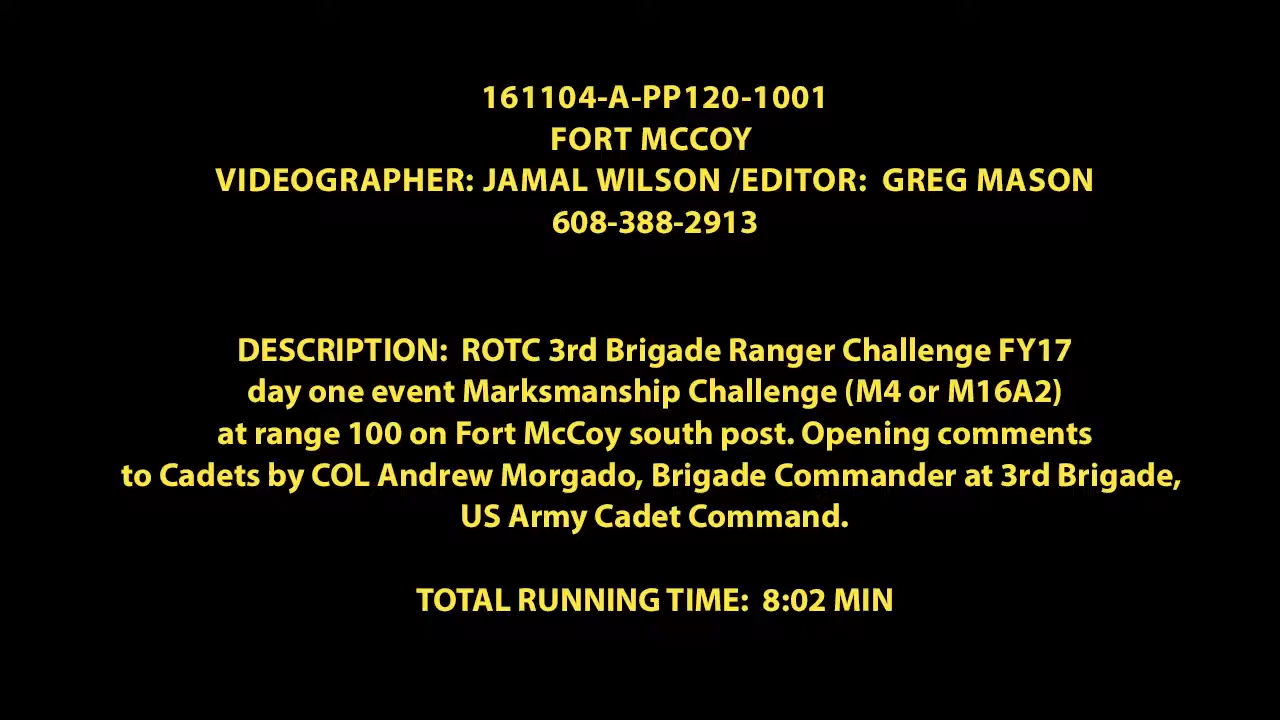 161104-A-PP120-1001
FORT MCCOY
VIDEOGRAPHER: JAMAL WILSON /EDITOR:  GREG MASON
608-388-2913
DESCRIPTION:  ROTC 3rd Brigade Ranger Challenge FY17
day one event Marksmanship Challenge (M4 or M16A2)
at range 100 on Fort McCoy south post. Opening comments
to Cadets by COL Andrew Morgado, Brigade Commander at 3rd Brigade,
US Army Cadet Command.
TOTAL RUNNING TIME:  8:02 MIN